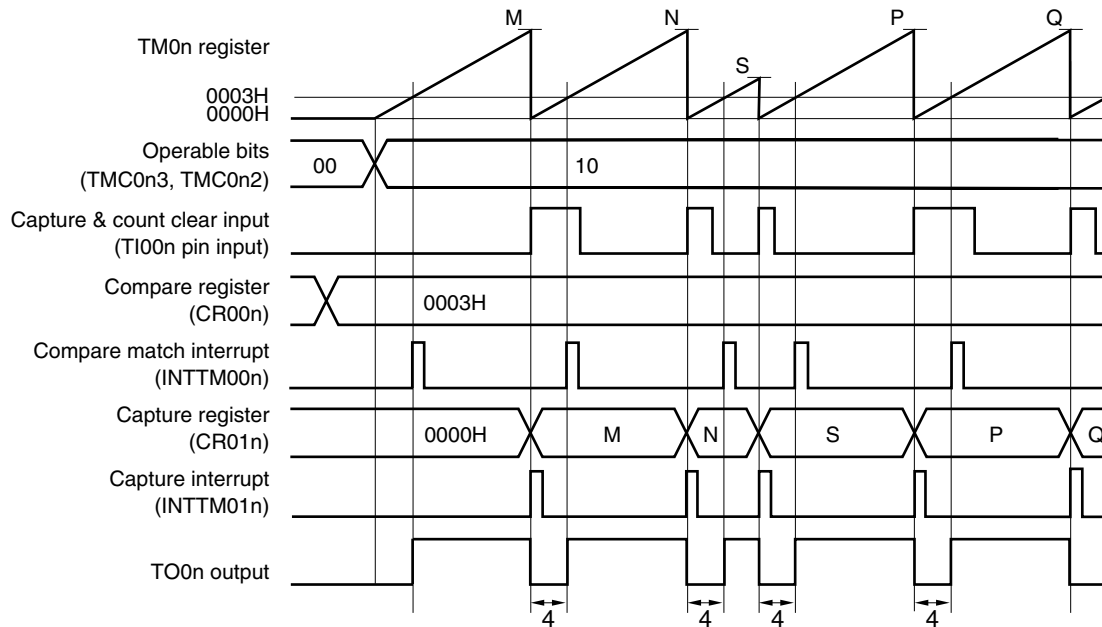 M N S P Q
TM0n register
0003H
0000H
Operable bits
(TMC0n3, TMC0n2)
00 10
Capture & count clear input
(TI00n pin input)
Compare register
(CR00n)
0003H
Compare match interrupt
(INTTM00n)
Capture register
(CR01n)
0000H M N S P Q
Capture interrupt
(INTTM01n)
TO0n output
4 4 4 4